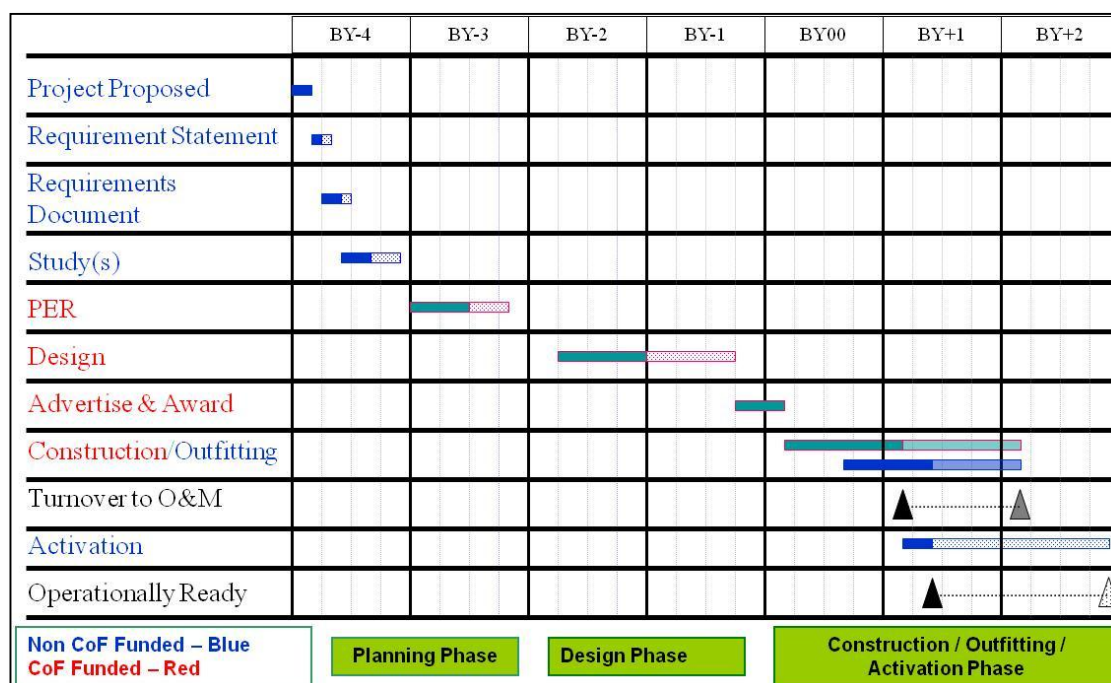 BY-4 BY-3 BY-2 BY-1 BY00 BY+1 BY+2
Project Proposed
Requirement Statement
Requirements
Document
Study(s)
PER
Design
Advertise & Award
Construction/Outfitting
Turnover to O&M
Activation
Operationally Ready
Non CoF Funded – Blue
CoF Funded – Red
Planning Phase
Design Phase
Construction / Outfitting /
Activation Phase